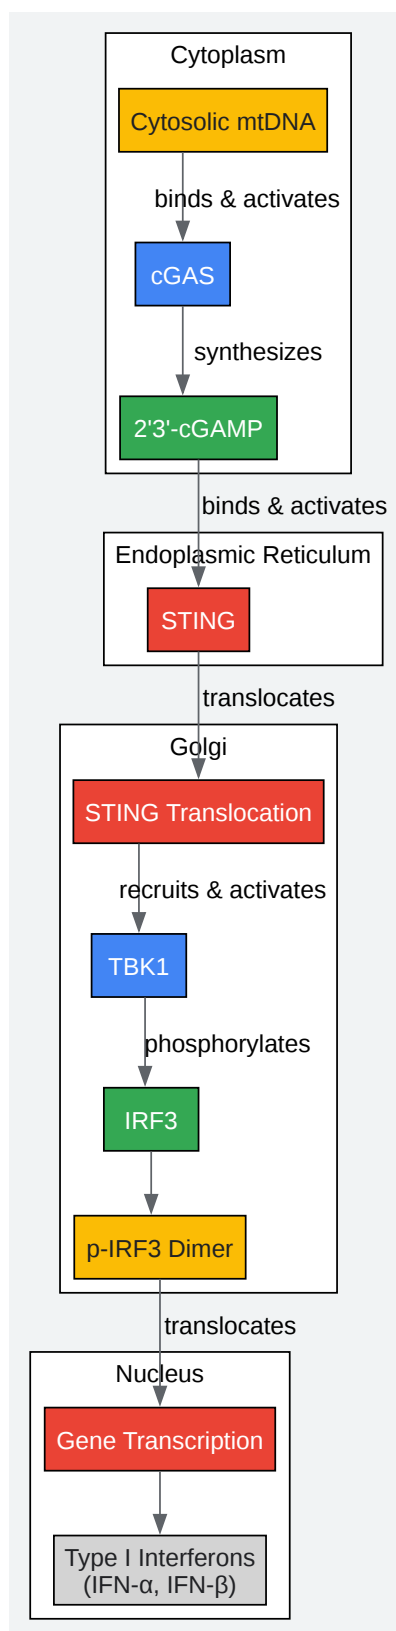 Cytoplasm
Cytosolic mtDNA
binds & activates
cGAS
synthesizes
2'3'-cGAMP
binds & activates
Endoplasmic Reticulum
STING
translocates
Golgi
STING Translocation
recruits & activates
TBK1
phosphorylates
IRF3
p-IRF3 Dimer
translocates
Nucleus
Gene Transcription
Type I Interferons
(IFN-α, IFN-β)